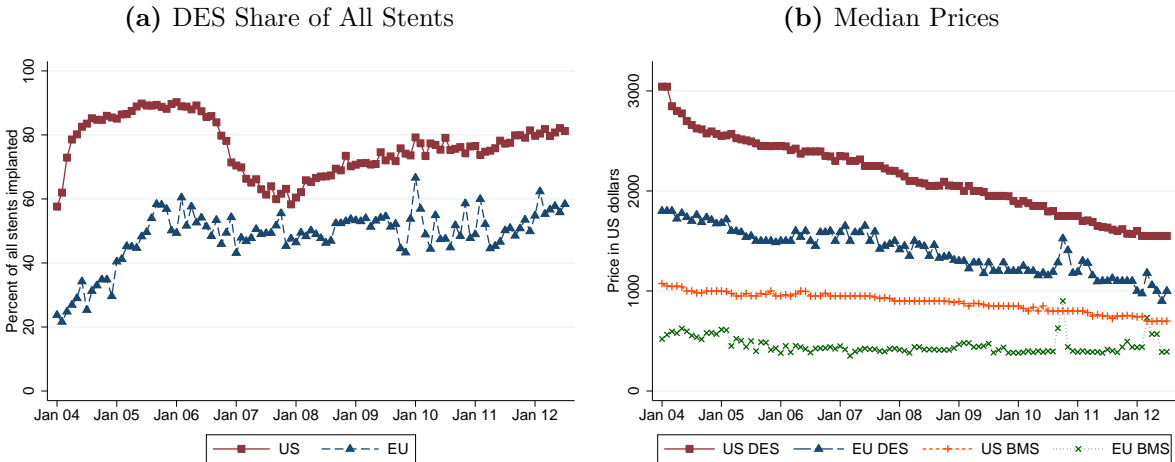 (a) DES Share of All Stents
Percent of all stents implanted
100
80
60
40
20
0
Jan 04 Jan 05 Jan 06 Jan 07 Jan 08 Jan 09 Jan 10 Jan 11 Jan 12
US EU
(b) Median Prices
Price in US dollars
3000
2000
1000
0
Jan 04 Jan 05 Jan 06 Jan 07 Jan 08 Jan 09 Jan 10 Jan 11 Jan 12
US DES EU DES US BMS EU BMS